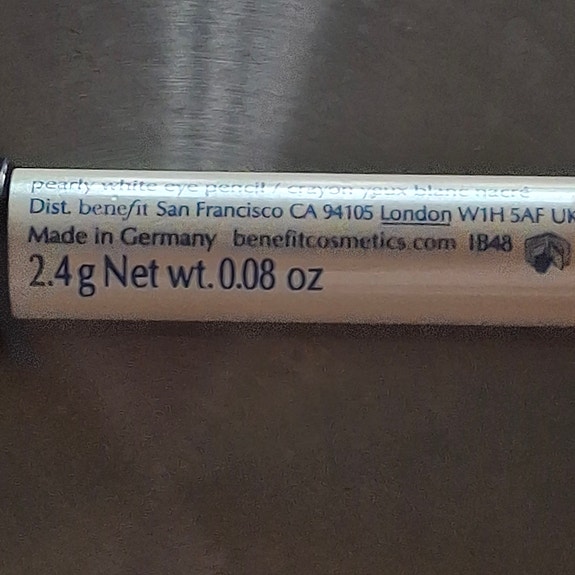 pearly white eye pencil / crayon yeux blanc nacré
Dist. benefit San Francisco CA 94105 London W1H 5AF UK
Made in Germany benefitcosmetics.com 1B48
2.4 g Net wt. 0.08 oz